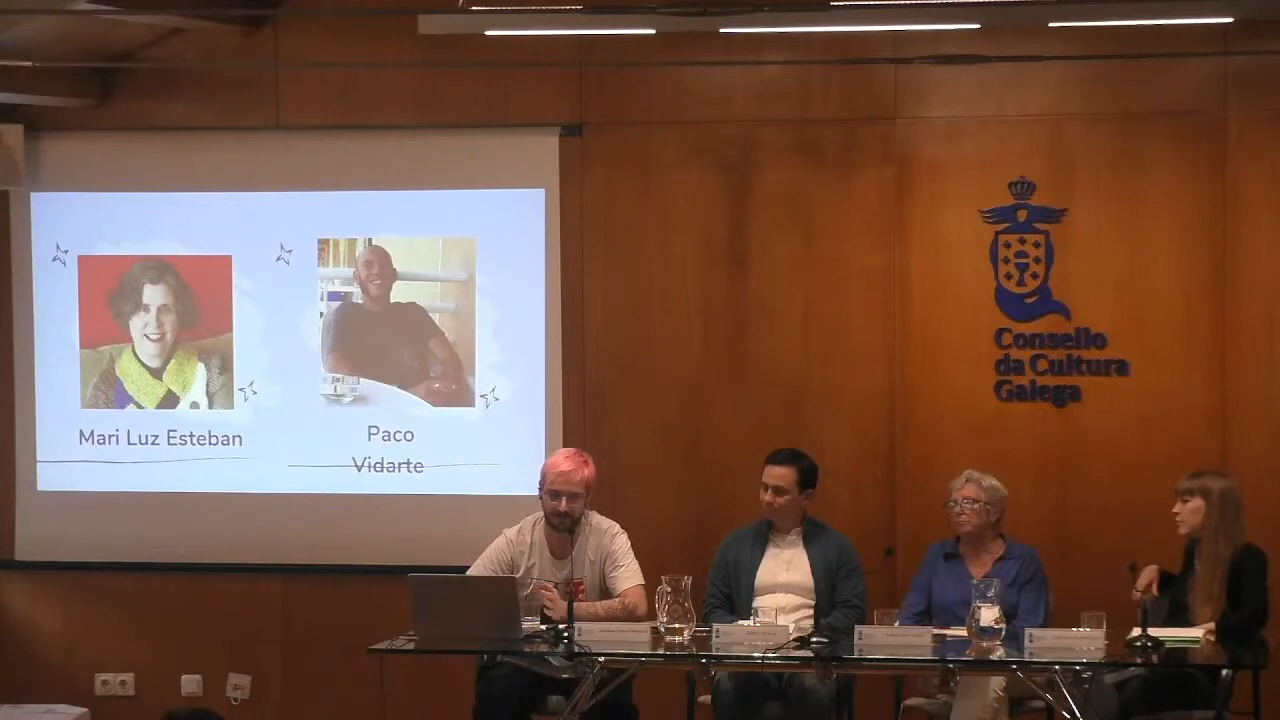 Mari Luz Esteban
Paco
Vidarte
Consello
da Cultura
Galega